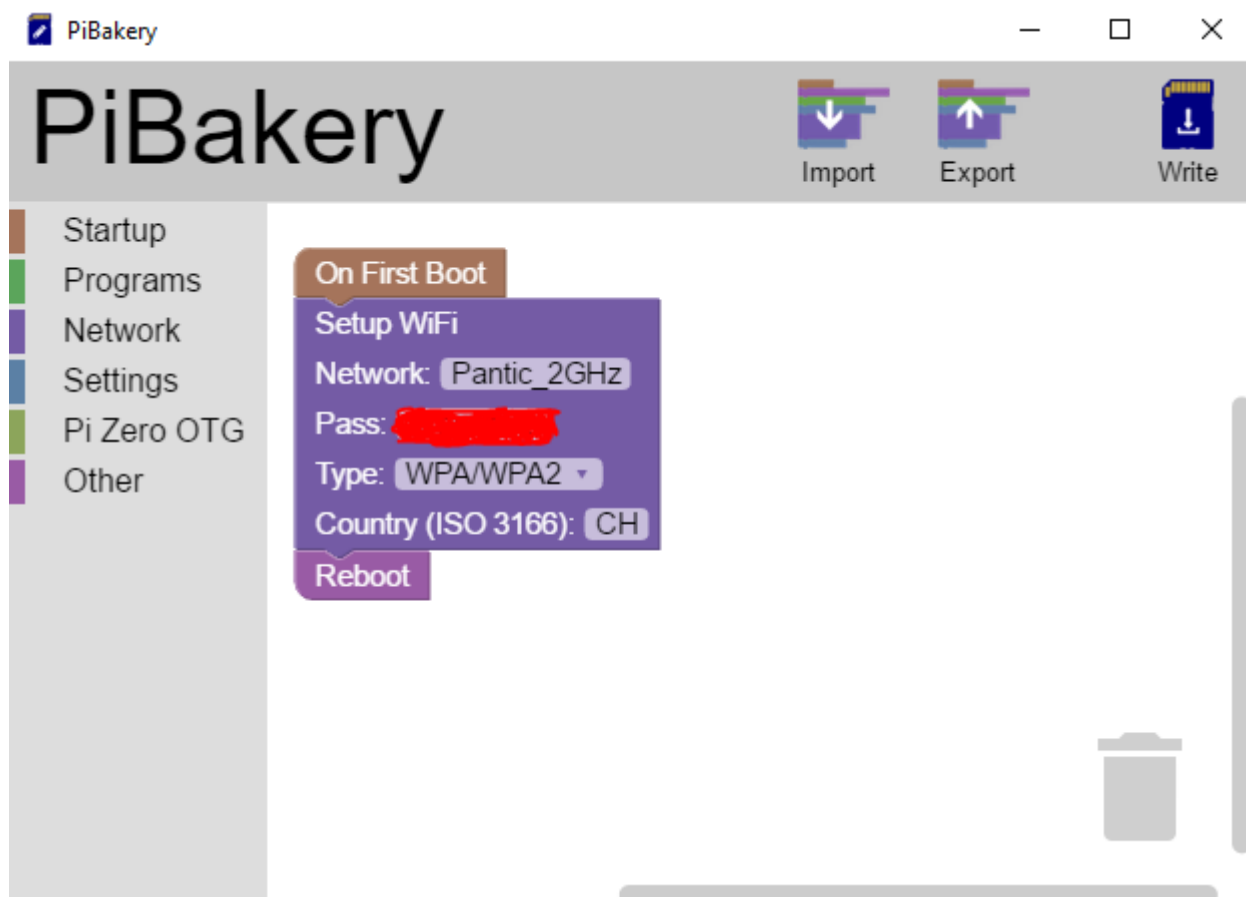 PiBakery
PiBakery
Import
Export
Write
Startup
Programs
Network
Settings
Pi Zero OTG
Other
On First Boot
Setup WiFi
Network: Pantic_2GHz
Pass:
Type: WPA/WPA2
Country (ISO 3166): CH
Reboot